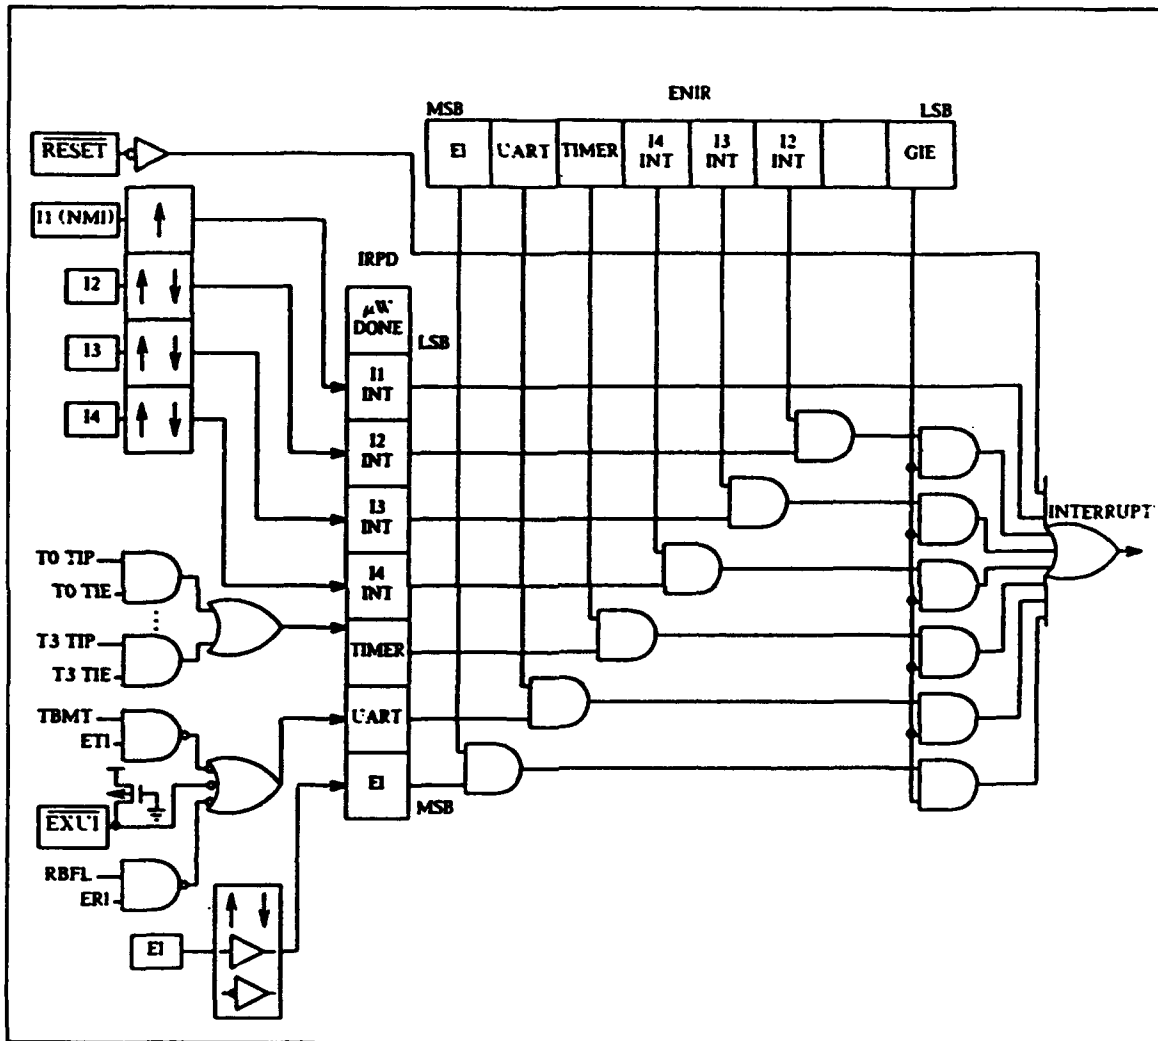 ENIR
MSB
LSB
RESET
EI
UART
TIMER
I4 INT
I3 INT
I2 INT
GIE
I1 (NMI)
I2
I3
I4
IRPD
μW DONE
LSB
I1 INT
I2 INT
I3 INT
I4 INT
TIMER
UART
EI
MSB
INTERRUPT
T0 TIP
T0 TIE
...
T3 TIP
T3 TIE
TBMT
ETI
EXUI
RBFL
ERI
EI